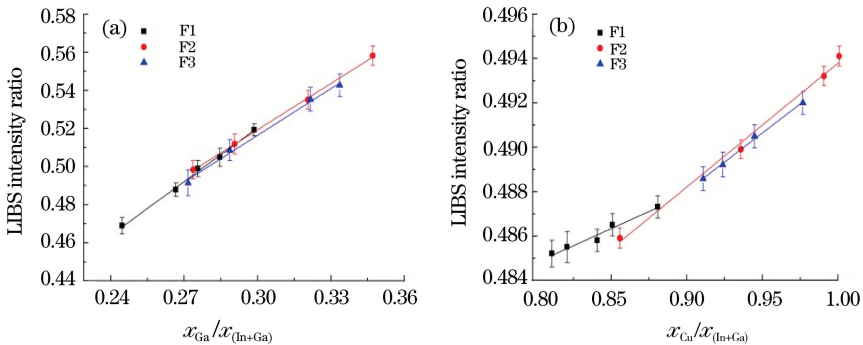 (a)
F1
F2
F3
LIBS intensity ratio
0.58
0.56
0.54
0.52
0.50
0.48
0.46
0.44
0.24 0.27 0.30 0.33 0.36
xGa/x(In+Ga)
(b)
F1
F2
F3
LIBS intensity ratio
0.496
0.494
0.492
0.490
0.488
0.486
0.484
0.80 0.85 0.90 0.95 1.00
xCu/x(In+Ga)